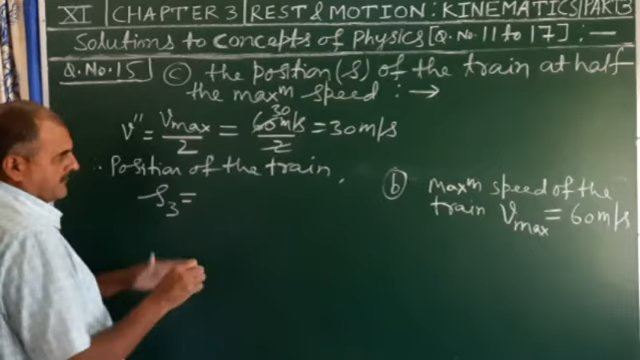 XI | CHAPTER 3 | REST & MOTION : KINEMATICS | PART 3
Solutions to Concepts of Physics [Q. No. 11 to 17] : —
Q. No. 15 (c) the position (s) of the train at half
the maxᵐ speed : →
v'' = Vmax/2 = 60 m/s/2 = 30 m/s
30
∴ Position of the train,
S₃ =
(b) maxᵐ speed of the
train Vmax = 60 m/s